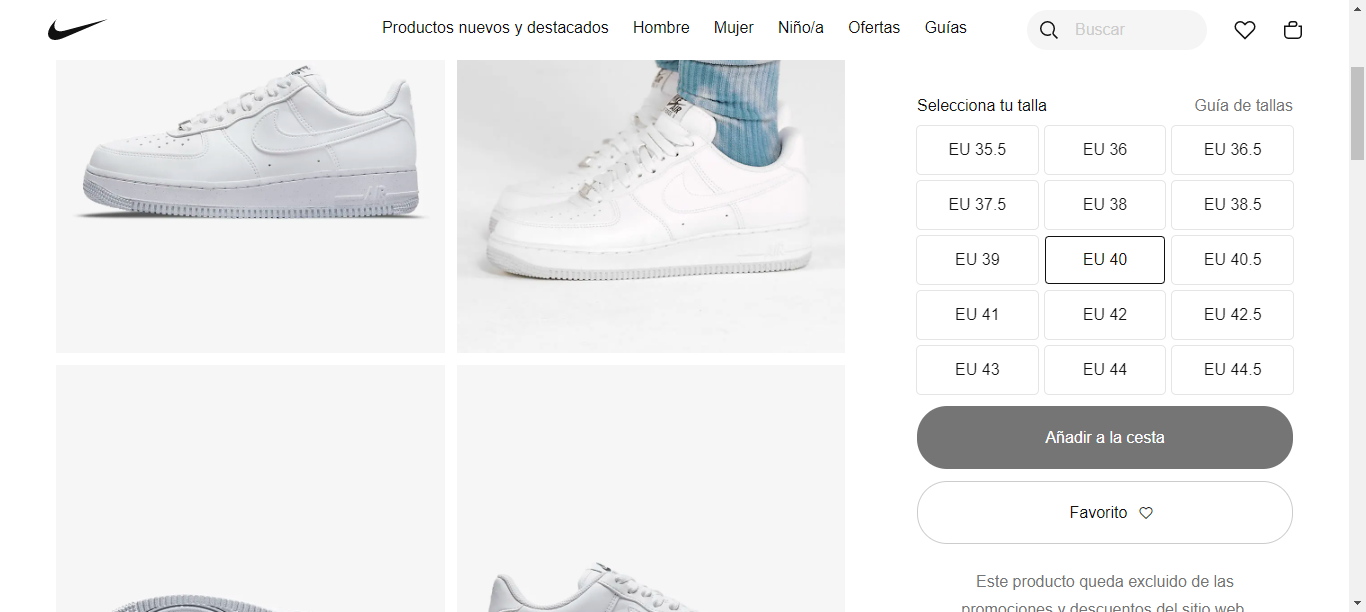 Productos nuevos y destacados Hombre Mujer Niño/a Ofertas Guías Buscar
Selecciona tu talla Guía de tallas
EU 35.5 EU 36 EU 36.5
EU 37.5 EU 38 EU 38.5
EU 39 EU 40 EU 40.5
EU 41 EU 42 EU 42.5
EU 43 EU 44 EU 44.5
Añadir a la cesta
Favorito
Este producto queda excluido de las
promociones y descuentos del sitio web